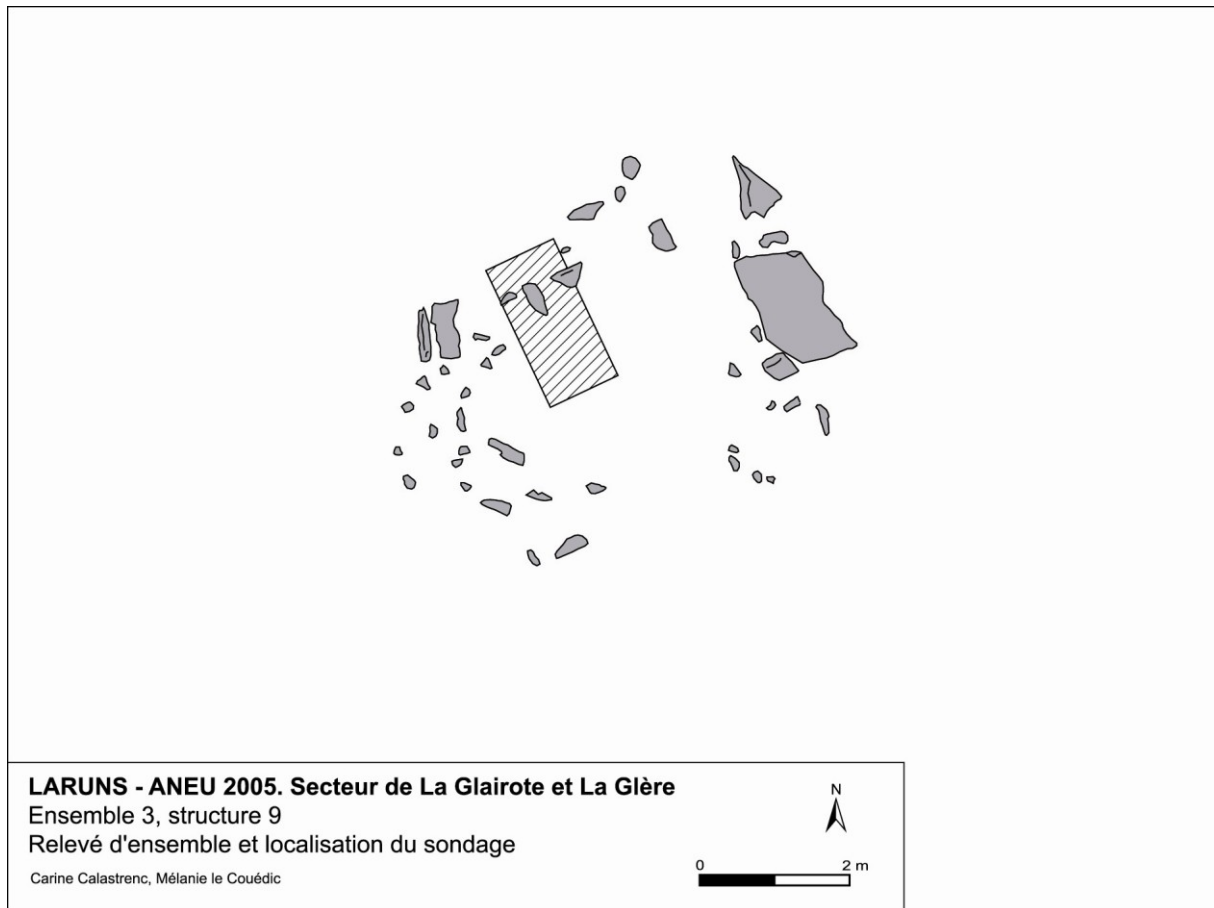 LARUNS - ANEU 2005. Secteur de La Glairote et La Glère
Ensemble 3, structure 9
Relevé d'ensemble et localisation du sondage
Carine Calastrenc, Mélanie le Couédic
N
0 2 m